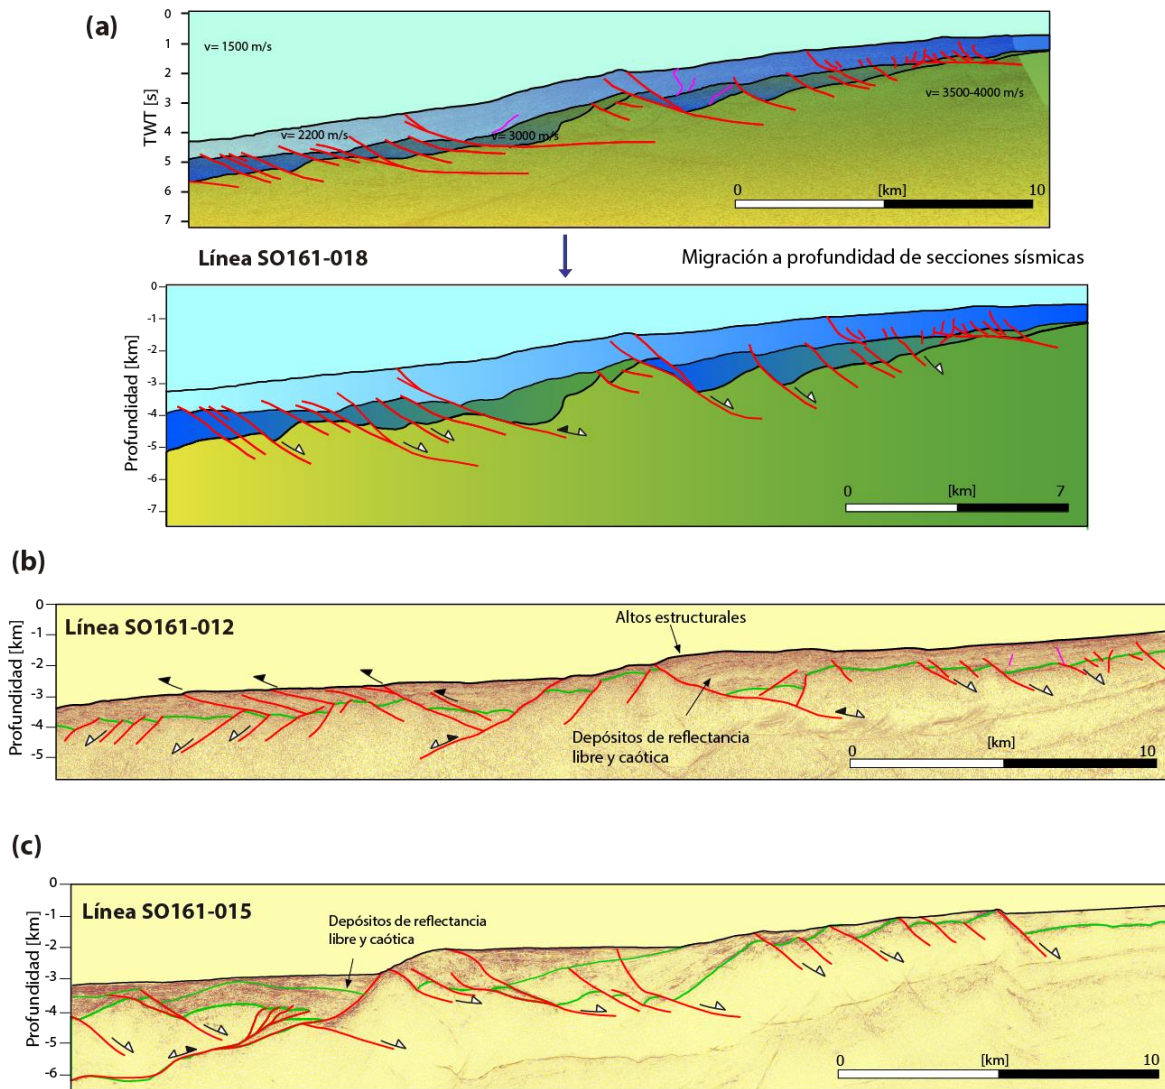 (a)
0
1
2
3
4
5
6
7
TWT [s]
v= 1500 m/s
v= 2200 m/s
v= 3000 m/s
v= 3500-4000 m/s
0 [km] 10
Línea SO161-018
Migración a profundidad de secciones sísmicas
0
-1
-2
-3
-4
-5
-6
-7
Profundidad [km]
0 [km] 7
(b)
0
-1
-2
-3
-4
-5
Profundidad [km]
Línea SO161-012
Altos estructurales
Depósitos de reflectancia
libre y caótica
0 [km] 10
(c)
0
-1
-2
-3
-4
-5
-6
Profundidad [km]
Línea SO161-015
Depósitos de reflectancia
libre y caótica
0 [km] 10